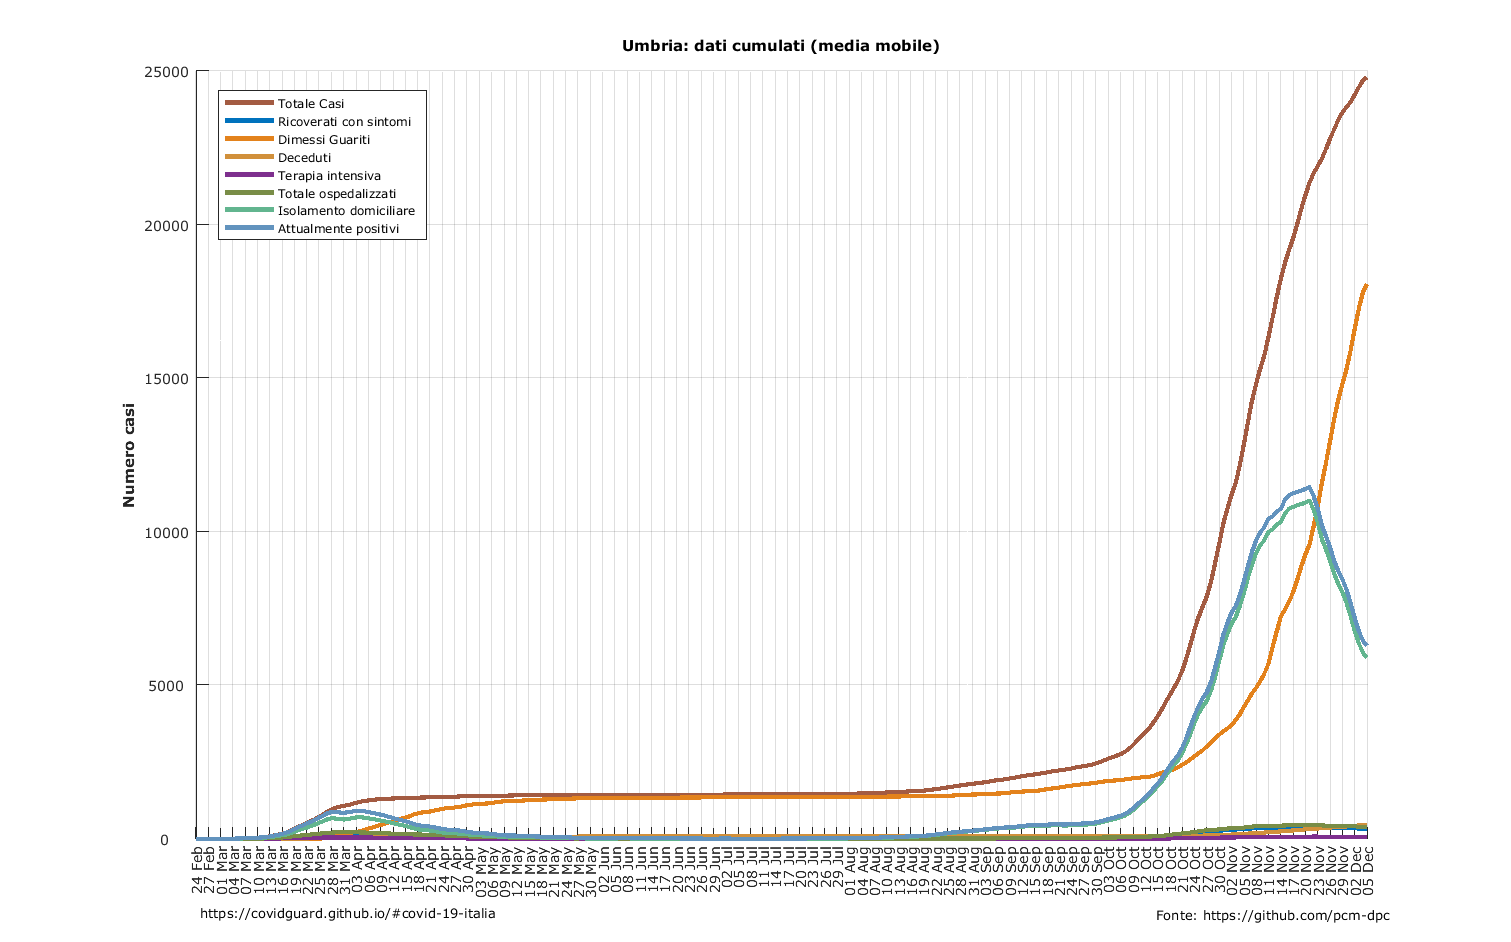 Umbria: dati cumulati (media mobile)
25000
20000
15000
10000
5000
0
Numero casi
Totale Casi
Ricoverati con sintomi
Dimessi Guariti
Deceduti
Terapia intensiva
Totale ospedalizzati
Isolamento domiciliare
Attualmente positivi
24 Feb
27 Feb
01 Mar
04 Mar
07 Mar
10 Mar
13 Mar
16 Mar
19 Mar
22 Mar
25 Mar
28 Mar
31 Mar
03 Apr
06 Apr
09 Apr
12 Apr
15 Apr
18 Apr
21 Apr
24 Apr
27 Apr
30 Apr
03 May
06 May
09 May
12 May
15 May
18 May
21 May
24 May
27 May
30 May
02 Jun
05 Jun
08 Jun
11 Jun
14 Jun
17 Jun
20 Jun
23 Jun
26 Jun
29 Jun
02 Jul
05 Jul
08 Jul
11 Jul
14 Jul
17 Jul
20 Jul
23 Jul
26 Jul
29 Jul
01 Aug
04 Aug
07 Aug
10 Aug
13 Aug
16 Aug
19 Aug
22 Aug
25 Aug
28 Aug
31 Aug
03 Sep
06 Sep
09 Sep
12 Sep
15 Sep
18 Sep
21 Sep
24 Sep
27 Sep
30 Sep
03 Oct
06 Oct
09 Oct
12 Oct
15 Oct
18 Oct
21 Oct
24 Oct
27 Oct
30 Oct
02 Nov
05 Nov
08 Nov
11 Nov
14 Nov
17 Nov
20 Nov
23 Nov
26 Nov
29 Nov
02 Dec
05 Dec
https://covidguard.github.io/#covid-19-italia
Fonte: https://github.com/pcm-dpc